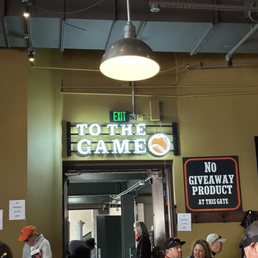 EXIT
TO THE
GAME
NO
GIVEAWAY
PRODUCT
AT THIS GATE